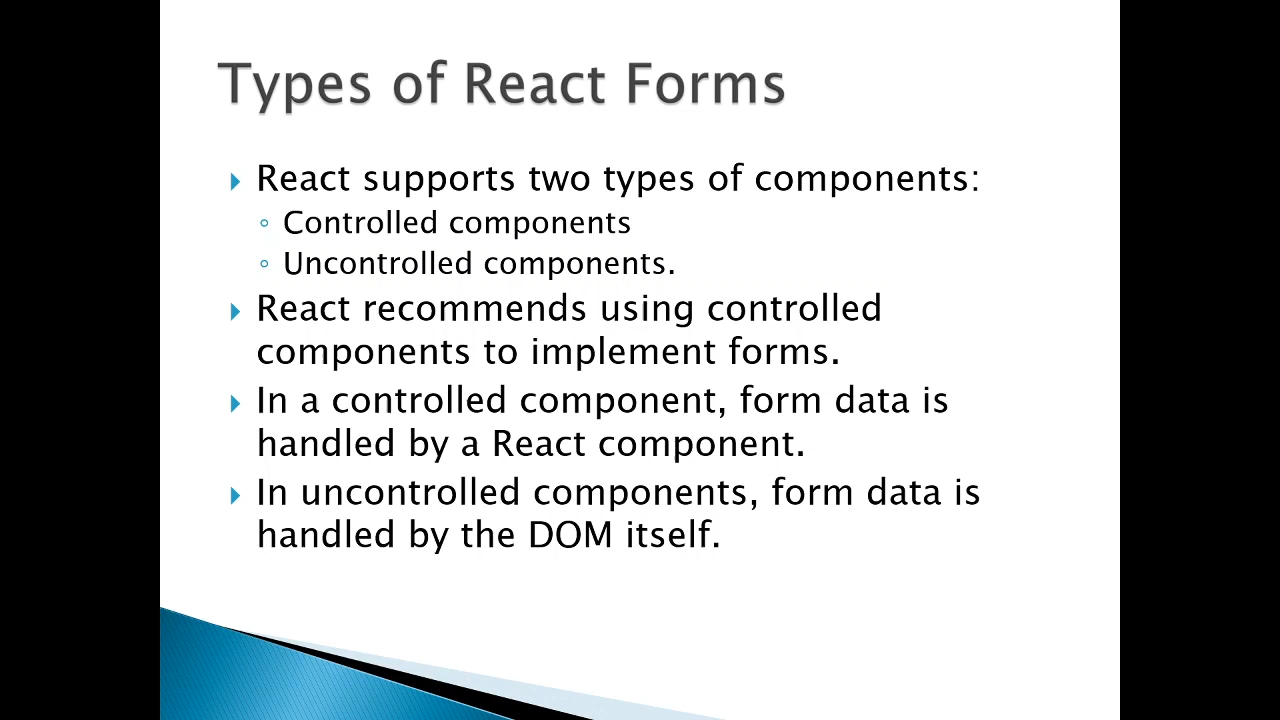 Types of React Forms
React supports two types of components:
Controlled components
Uncontrolled components.
React recommends using controlled
components to implement forms.
In a controlled component, form data is
handled by a React component.
In uncontrolled components, form data is
handled by the DOM itself.